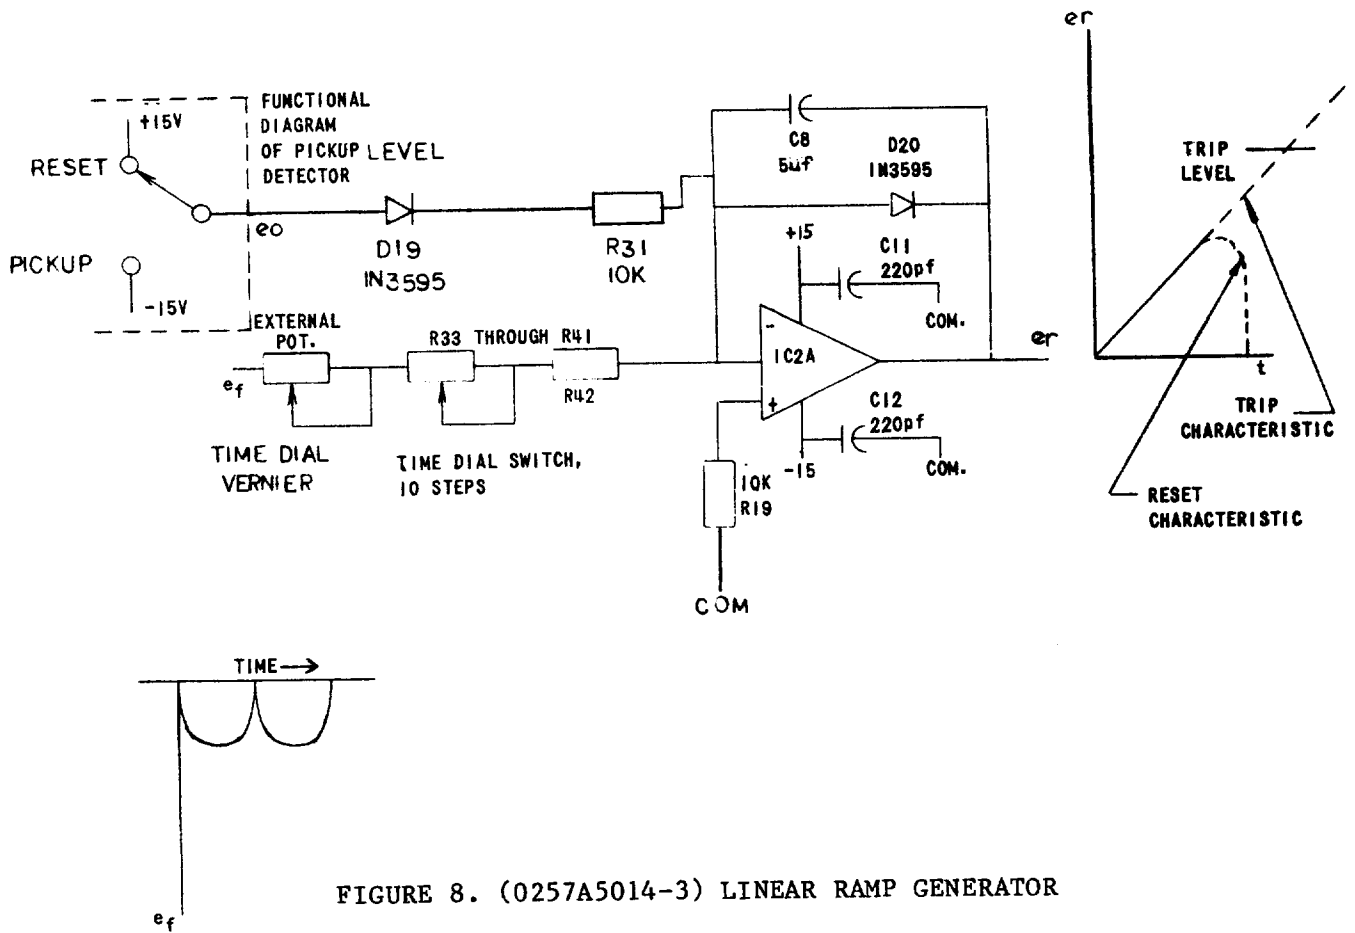 FUNCTIONAL
DIAGRAM
OF PICKUP LEVEL
DETECTOR
+15V
RESET
PICKUP
-15V
eo
D19
IN3595
R31
10K
C8
5uf
D20
IN3595
+15
C11
220pf
COM.
EXTERNAL
POT.
ef
TIME DIAL
VERNIER
R33 THROUGH R41
R42
TIME DIAL SWITCH,
10 STEPS
-
IC2A
+
er
C12
220pf
COM.
-15
10K
R19
COM
er
TRIP
LEVEL
t
TRIP
CHARACTERISTIC
RESET
CHARACTERISTIC
TIME
ef
FIGURE 8. (0257A5014-3) LINEAR RAMP GENERATOR